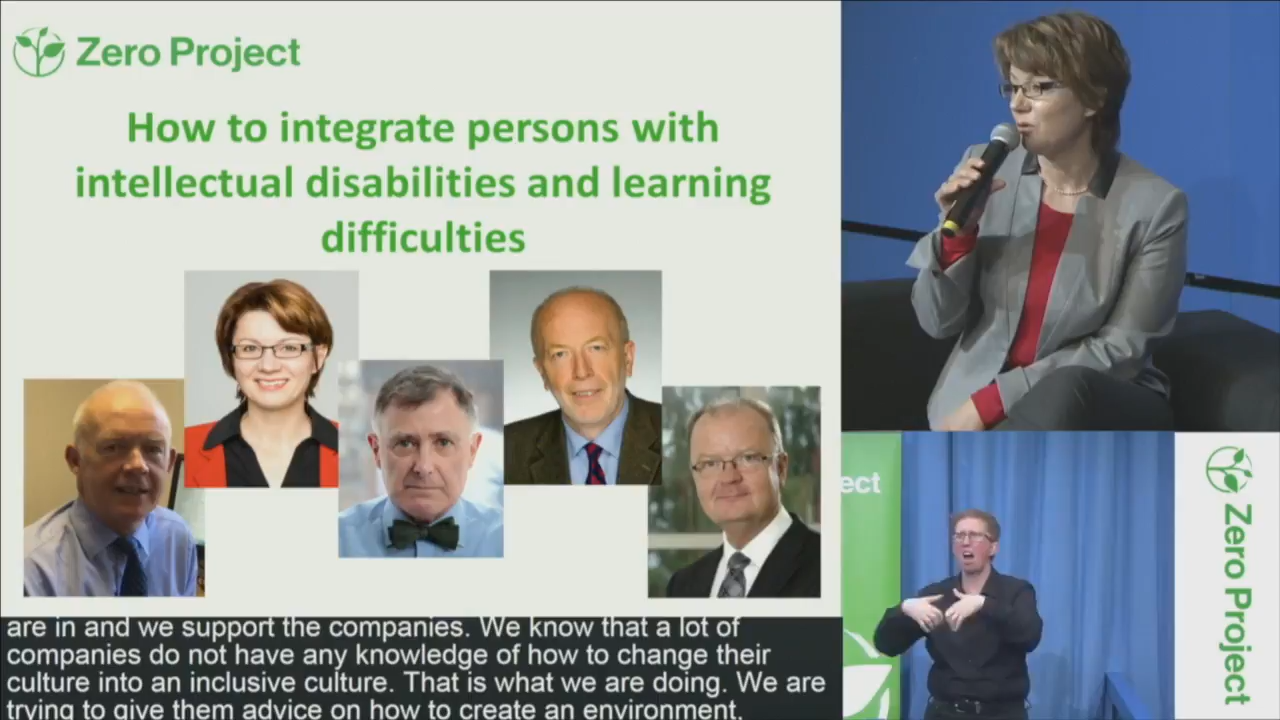 Zero Project
How to integrate persons with
intellectual disabilities and learning
difficulties
are in and we support the companies. We know that a lot of
companies do not have any knowledge of how to change their
culture into an inclusive culture. That is what we are doing. We are
trying to give them advice on how to create an environment,
ect
Zero Project